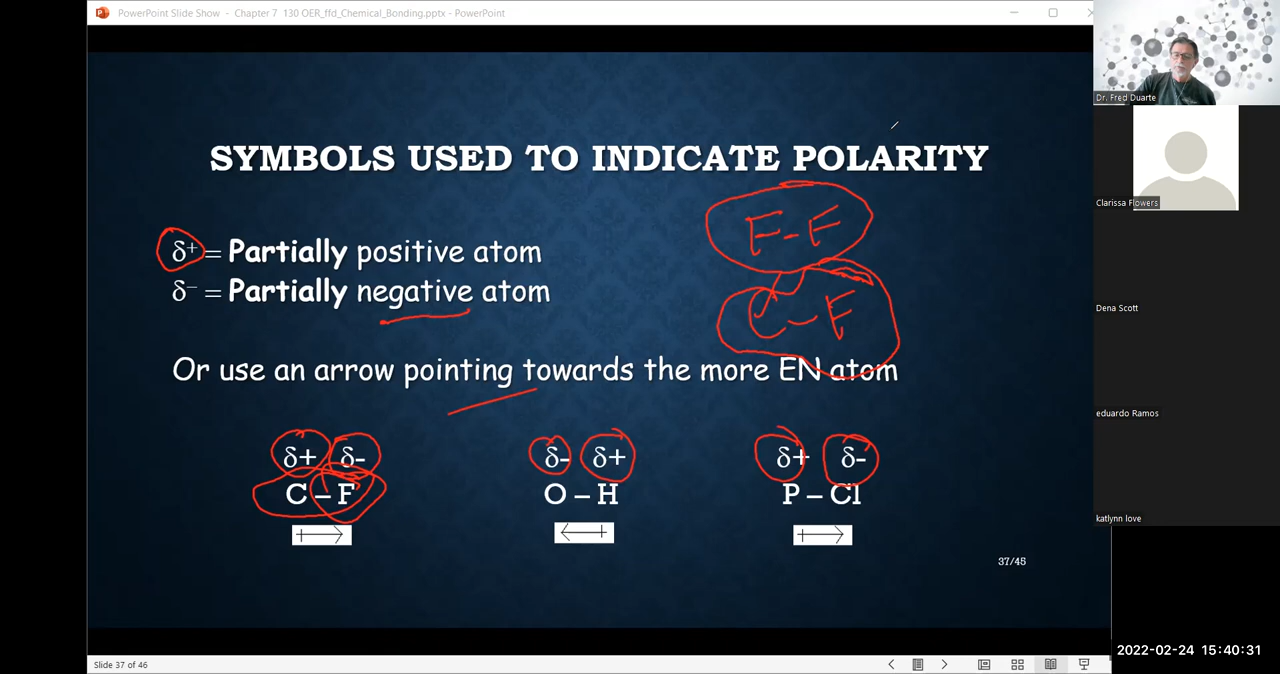 PowerPoint Slide Show - Chapter 7 130 OER_ffd_Chemical_Bonding.pptx - PowerPoint
SYMBOLS USED TO INDICATE POLARITY
F-F
δ⁺ = Partially positive atom
δ⁻ = Partially negative atom
C-F
Or use an arrow pointing towards the more EN atom
δ+ δ-
C – F
δ- δ+
O – H
δ+ δ-
P – Cl
37/45
Slide 37 of 46
Dr. Fred Duarte
Clarissa Flowers
Dena Scott
eduardo Ramos
katlynn love
2022-02-24 15:40:31